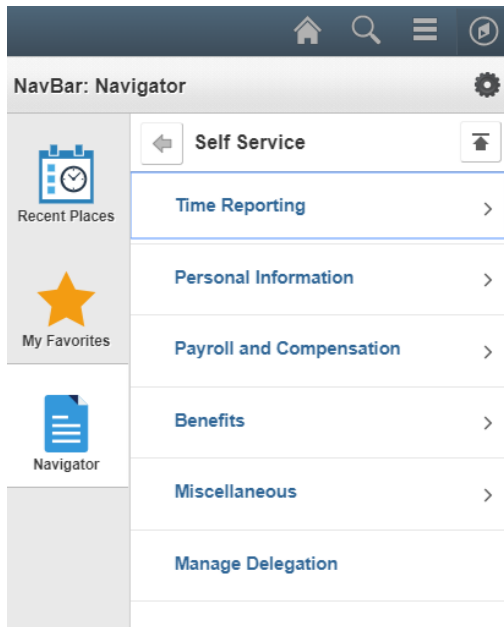 NavBar: Navigator
Recent Places
My Favorites
Navigator
Self Service
Time Reporting
Personal Information
Payroll and Compensation
Benefits
Miscellaneous
Manage Delegation